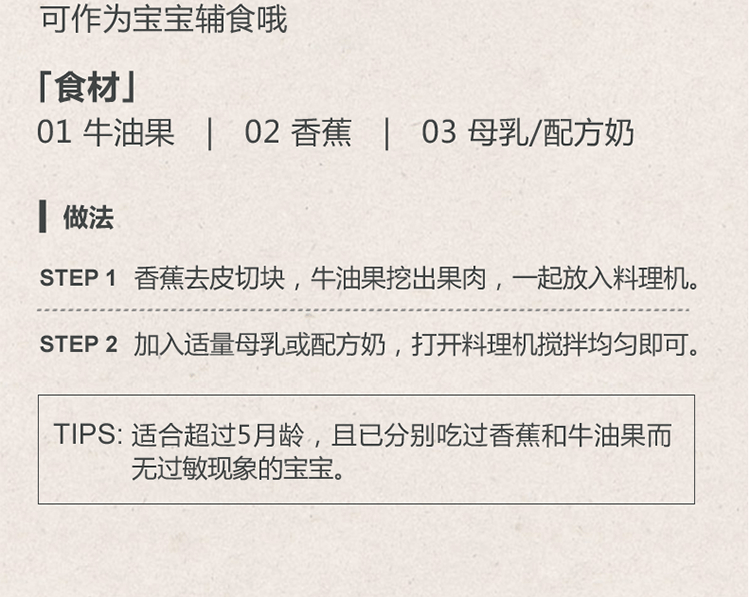 可作为宝宝辅食哦
「食材」
01 牛油果 | 02 香蕉 | 03 母乳/配方奶
做法
STEP 1 香蕉去皮切块，牛油果挖出果肉，一起放入料理机。
STEP 2 加入适量母乳或配方奶，打开料理机搅拌均匀即可。
TIPS: 适合超过5月龄，且已分别吃过香蕉和牛油果而
无过敏现象的宝宝。